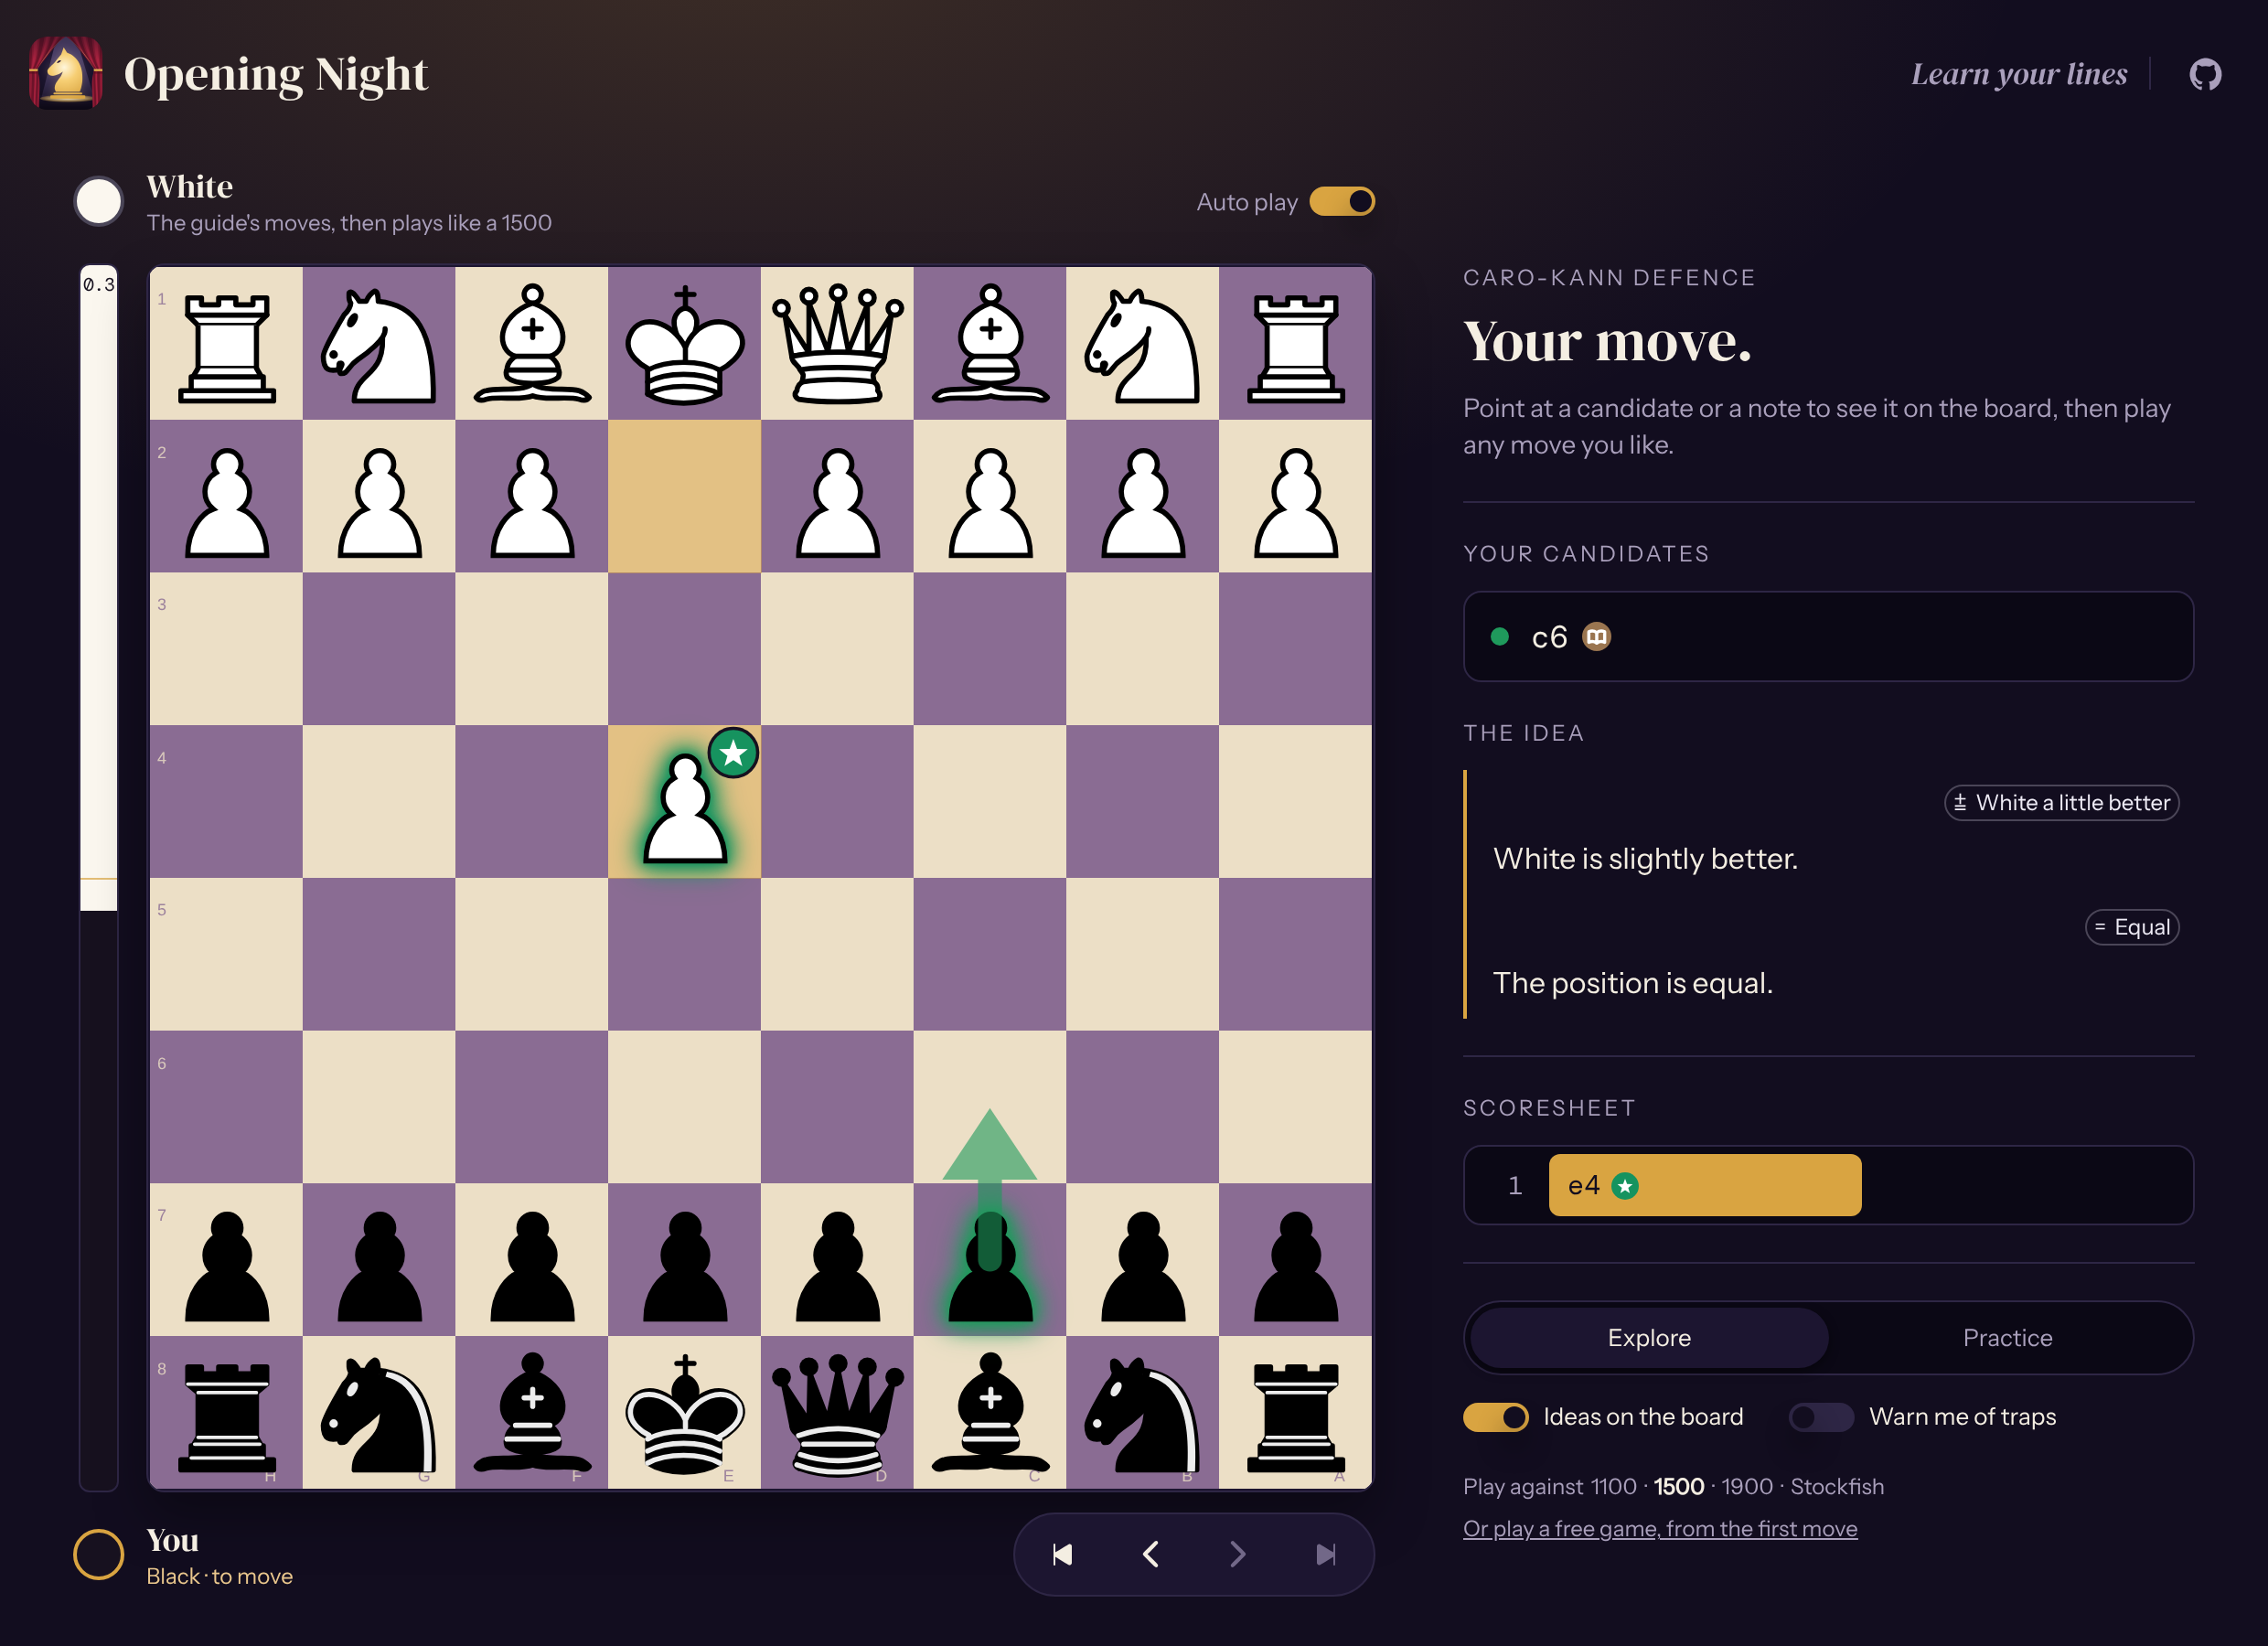 Opening Night
Learn your lines
White
The guide's moves, then plays like a 1500
Auto play
0.3
1
2
3
4
5
6
7
8
H G F E D C B A
You
Black · to move
CARO-KANN DEFENCE
Your move.
Point at a candidate or a note to see it on the board, then play
any move you like.
YOUR CANDIDATES
c6
THE IDEA
± White a little better
White is slightly better.
= Equal
The position is equal.
SCORESHEET
1 e4
Explore
Practice
Ideas on the board
Warn me of traps
Play against 1100 · 1500 · 1900 · Stockfish
Or play a free game, from the first move